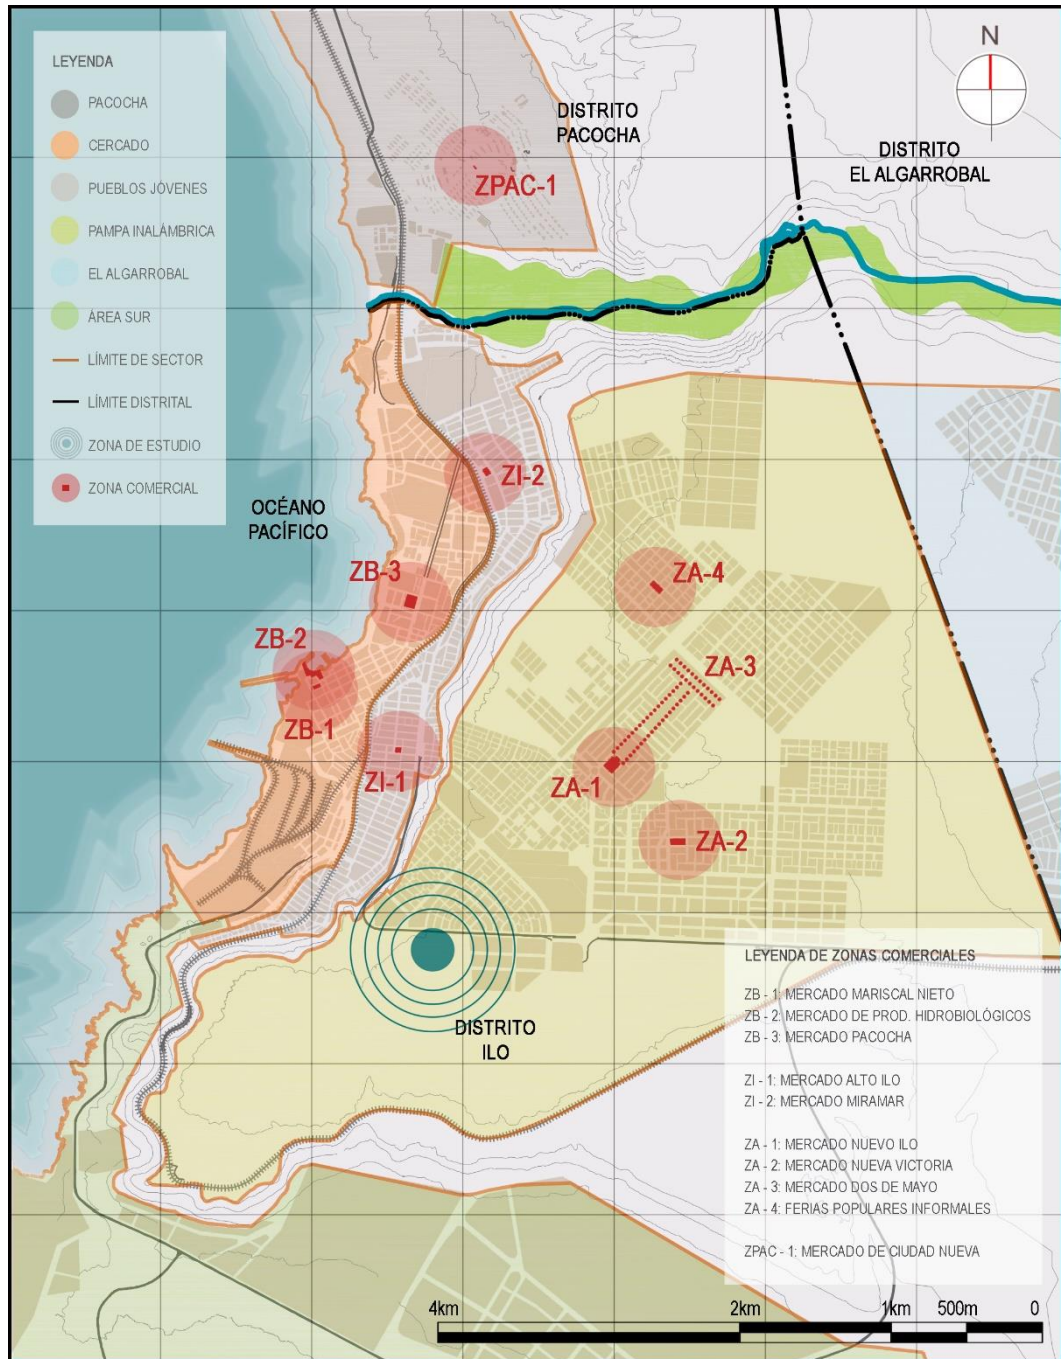 LEYENDA
PACOCHA
CERCADO
PUEBLOS JÓVENES
PAMPA INALÁMBRICA
EL ALGARROBAL
ÁREA SUR
LÍMITE DE SECTOR
LÍMITE DISTRITAL
ZONA DE ESTUDIO
ZONA COMERCIAL
N
DISTRITO
PACOCHA
DISTRITO
EL ALGARROBAL
ZPAC-1
OCÉANO
PACÍFICO
ZI-2
ZB-3
ZA-4
ZB-2
ZA-3
ZB-1
ZI-1
ZA-1
ZA-2
DISTRITO
ILO
LEYENDA DE ZONAS COMERCIALES
ZB - 1: MERCADO MARISCAL NIETO
ZB - 2: MERCADO DE PROD. HIDROBIOLÓGICOS
ZB - 3: MERCADO PACOCHA
ZI - 1: MERCADO ALTO ILO
ZI - 2: MERCADO MIRAMAR
ZA - 1: MERCADO NUEVO ILO
ZA - 2: MERCADO NUEVA VICTORIA
ZA - 3: MERCADO DOS DE MAYO
ZA - 4: FERIAS POPULARES INFORMALES
ZPAC - 1: MERCADO DE CIUDAD NUEVA
4km 2km 1km 500m 0